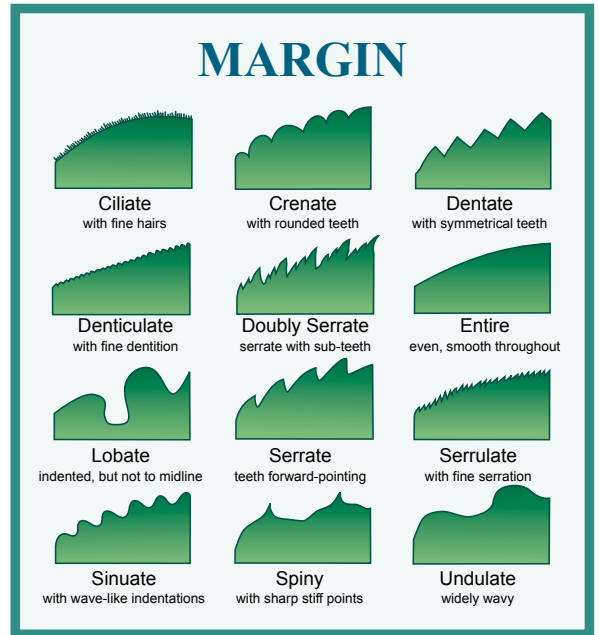 MARGIN
Ciliate
with fine hairs
Crenate
with rounded teeth
Dentate
with symmetrical teeth
Denticulate
with fine dentition
Doubly Serrate
serrate with sub-teeth
Entire
even, smooth throughout
Lobate
indented, but not to midline
Serrate
teeth forward-pointing
Serrulate
with fine serration
Sinuate
with wave-like indentations
Spiny
with sharp stiff points
Undulate
widely wavy